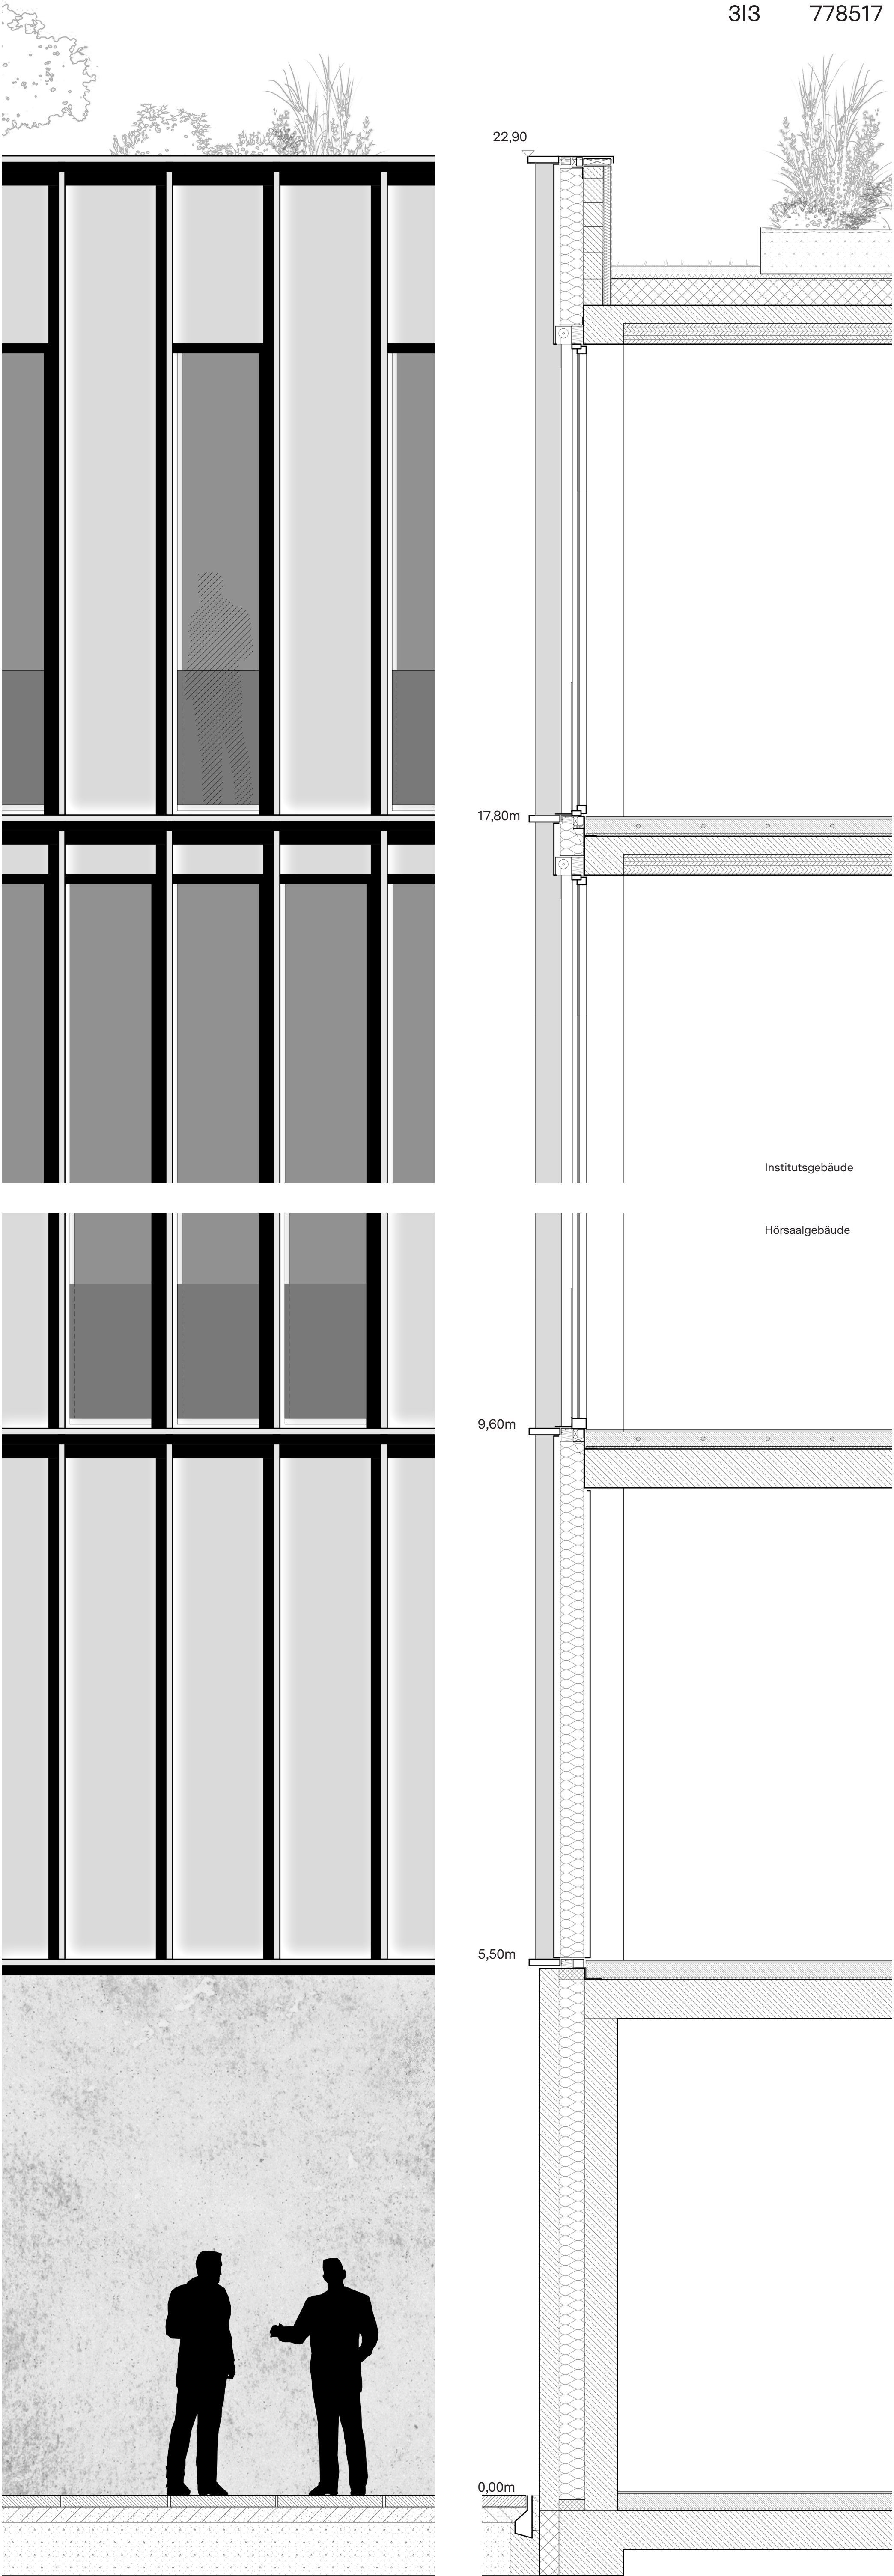 3I3 778517
22,90
17,80m
Institutsgebäude
Hörsaalgebäude
9,60m
5,50m
0,00m